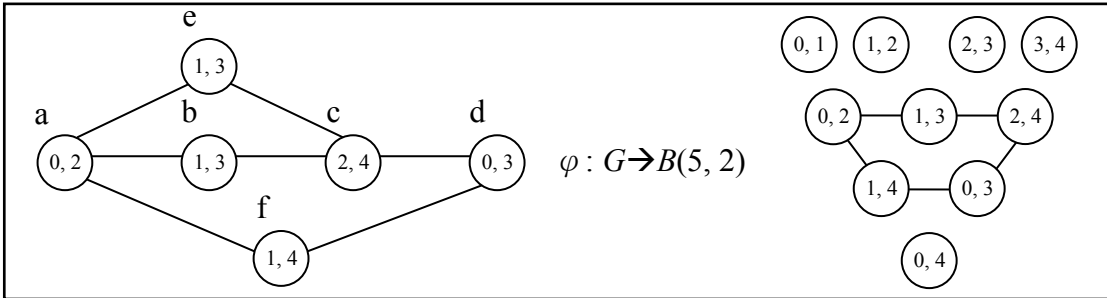 e
1, 3
a
b
c
d
0, 2
1, 3
2, 4
0, 3
f
1, 4
φ : G→B(5, 2)
0, 1
1, 2
2, 3
3, 4
0, 2
1, 3
2, 4
1, 4
0, 3
0, 4